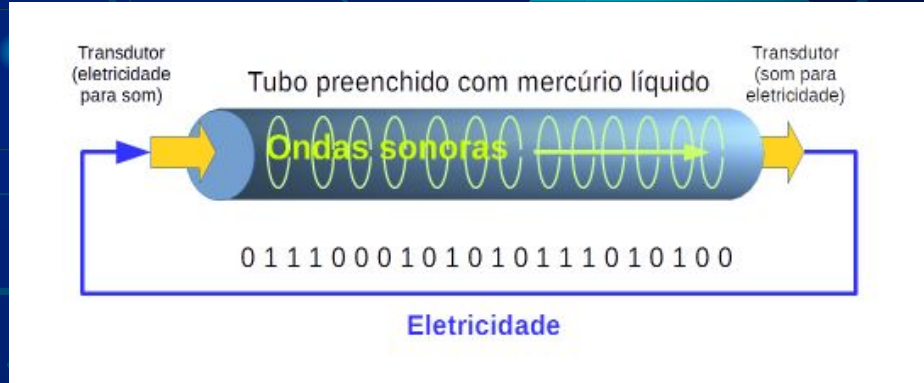 Transdutor
(eletricidade
para som)
Tubo preenchido com mercúrio líquido
Transdutor
(som para
eletricidade)
Ondas sonoras
0 1 1 1 0 0 0 1 0 1 0 1 0 1 1 1 0 1 0 1 0 0
Eletricidade